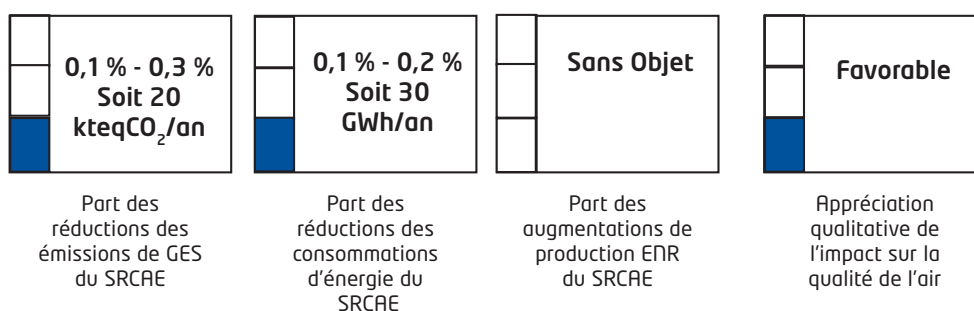 0,1 % - 0,3 %
Soit 20
kteqCO₂/an
0,1 % - 0,2 %
Soit 30
GWh/an
Sans Objet
Favorable
Part des
réductions des
émissions de GES
du SRCAE
Part des
réductions des
consommations
d'énergie du
SRCAE
Part des
augmentations de
production ENR
du SRCAE
Appréciation
qualitative de
l'impact sur la
qualité de l'air